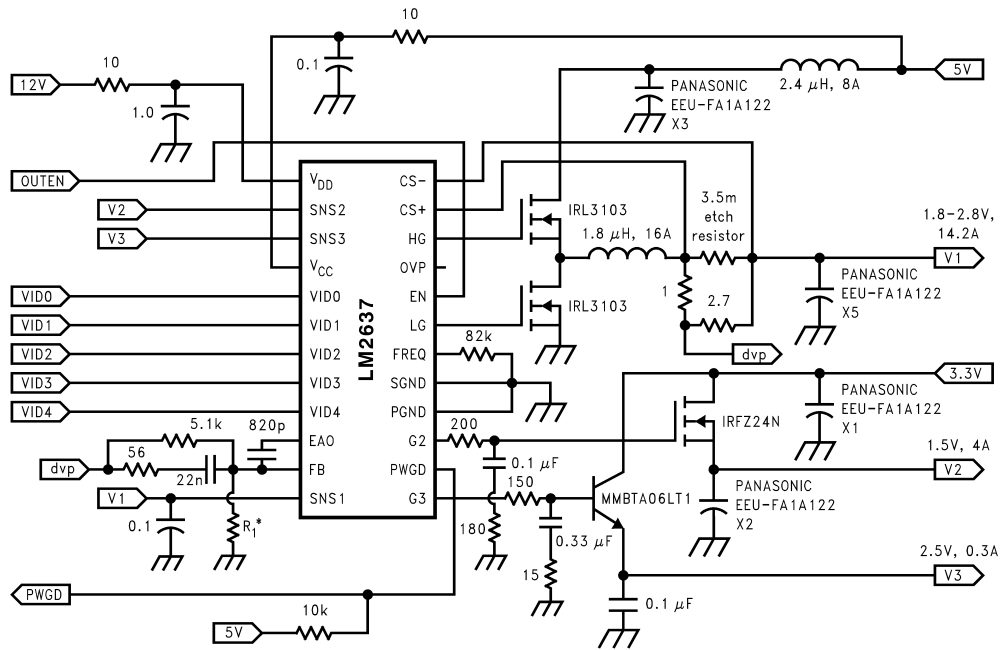 10
0.1
5V
2.4 μH, 8A
10
12V
1.0
PANASONIC
EEU-FA1A122
X3
OUTEN
V2
V3
VDD
SNS2
SNS3
VCC
VID0
VID1
VID2
VID3
VID4
EAO
FB
SNS1
LM2637
CS-
CS+
HG
OVP
EN
LG
FREQ
SGND
PGND
G2
PWGD
G3
VID0
VID1
VID2
VID3
VID4
IRL3103
1.8 μH, 16A
IRL3103
3.5m
etch
resistor
1
2.7
dvp
1.8-2.8V,
14.2A
V1
PANASONIC
EEU-FA1A122
X5
82k
3.3V
PANASONIC
EEU-FA1A122
X1
IRFZ24N
200
0.1 μF
150
180
MMBTA06LT1
0.33 μF
15
1.5V, 4A
V2
PANASONIC
EEU-FA1A122
X2
2.5V, 0.3A
V3
0.1 μF
5.1k
820p
dvp
56
22n
V1
0.1
R1*
PWGD
10k
5V